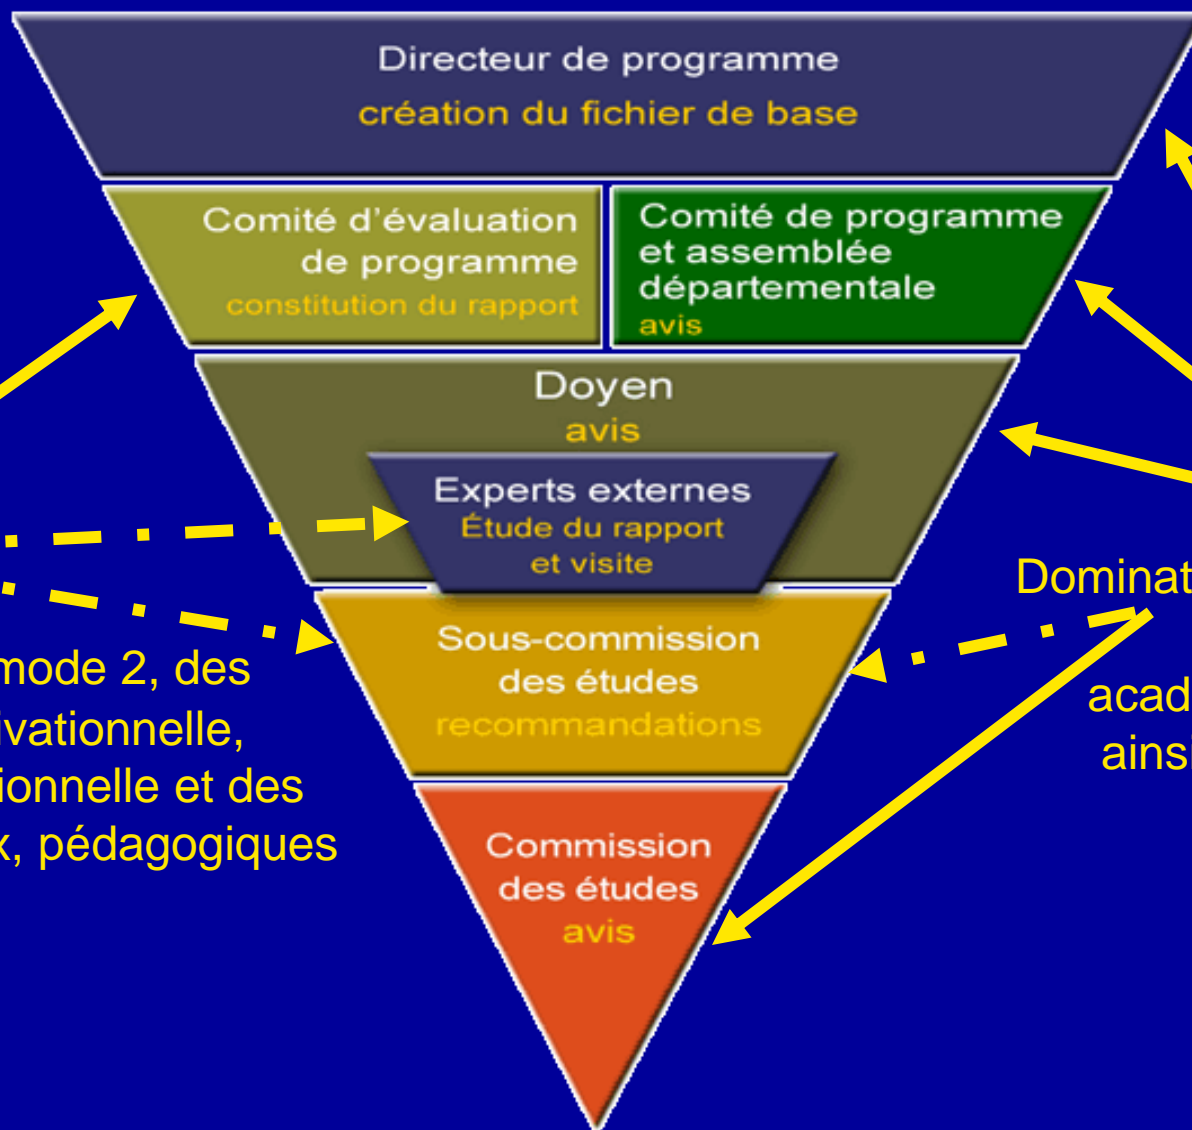 Directeur de programme
création du fichier de base
Comité d'évaluation
de programme
constitution du rapport
Comité de programme
et assemblée
départementale
avis
Doyen
avis
Experts externes
Étude du rapport
et visite
Sous-commission
des études
recommandations
Commission
des études
avis
mode 2, des
ivationnelle,
ionnelle et des
x, pédagogiques
Dominat
acad
ainsi